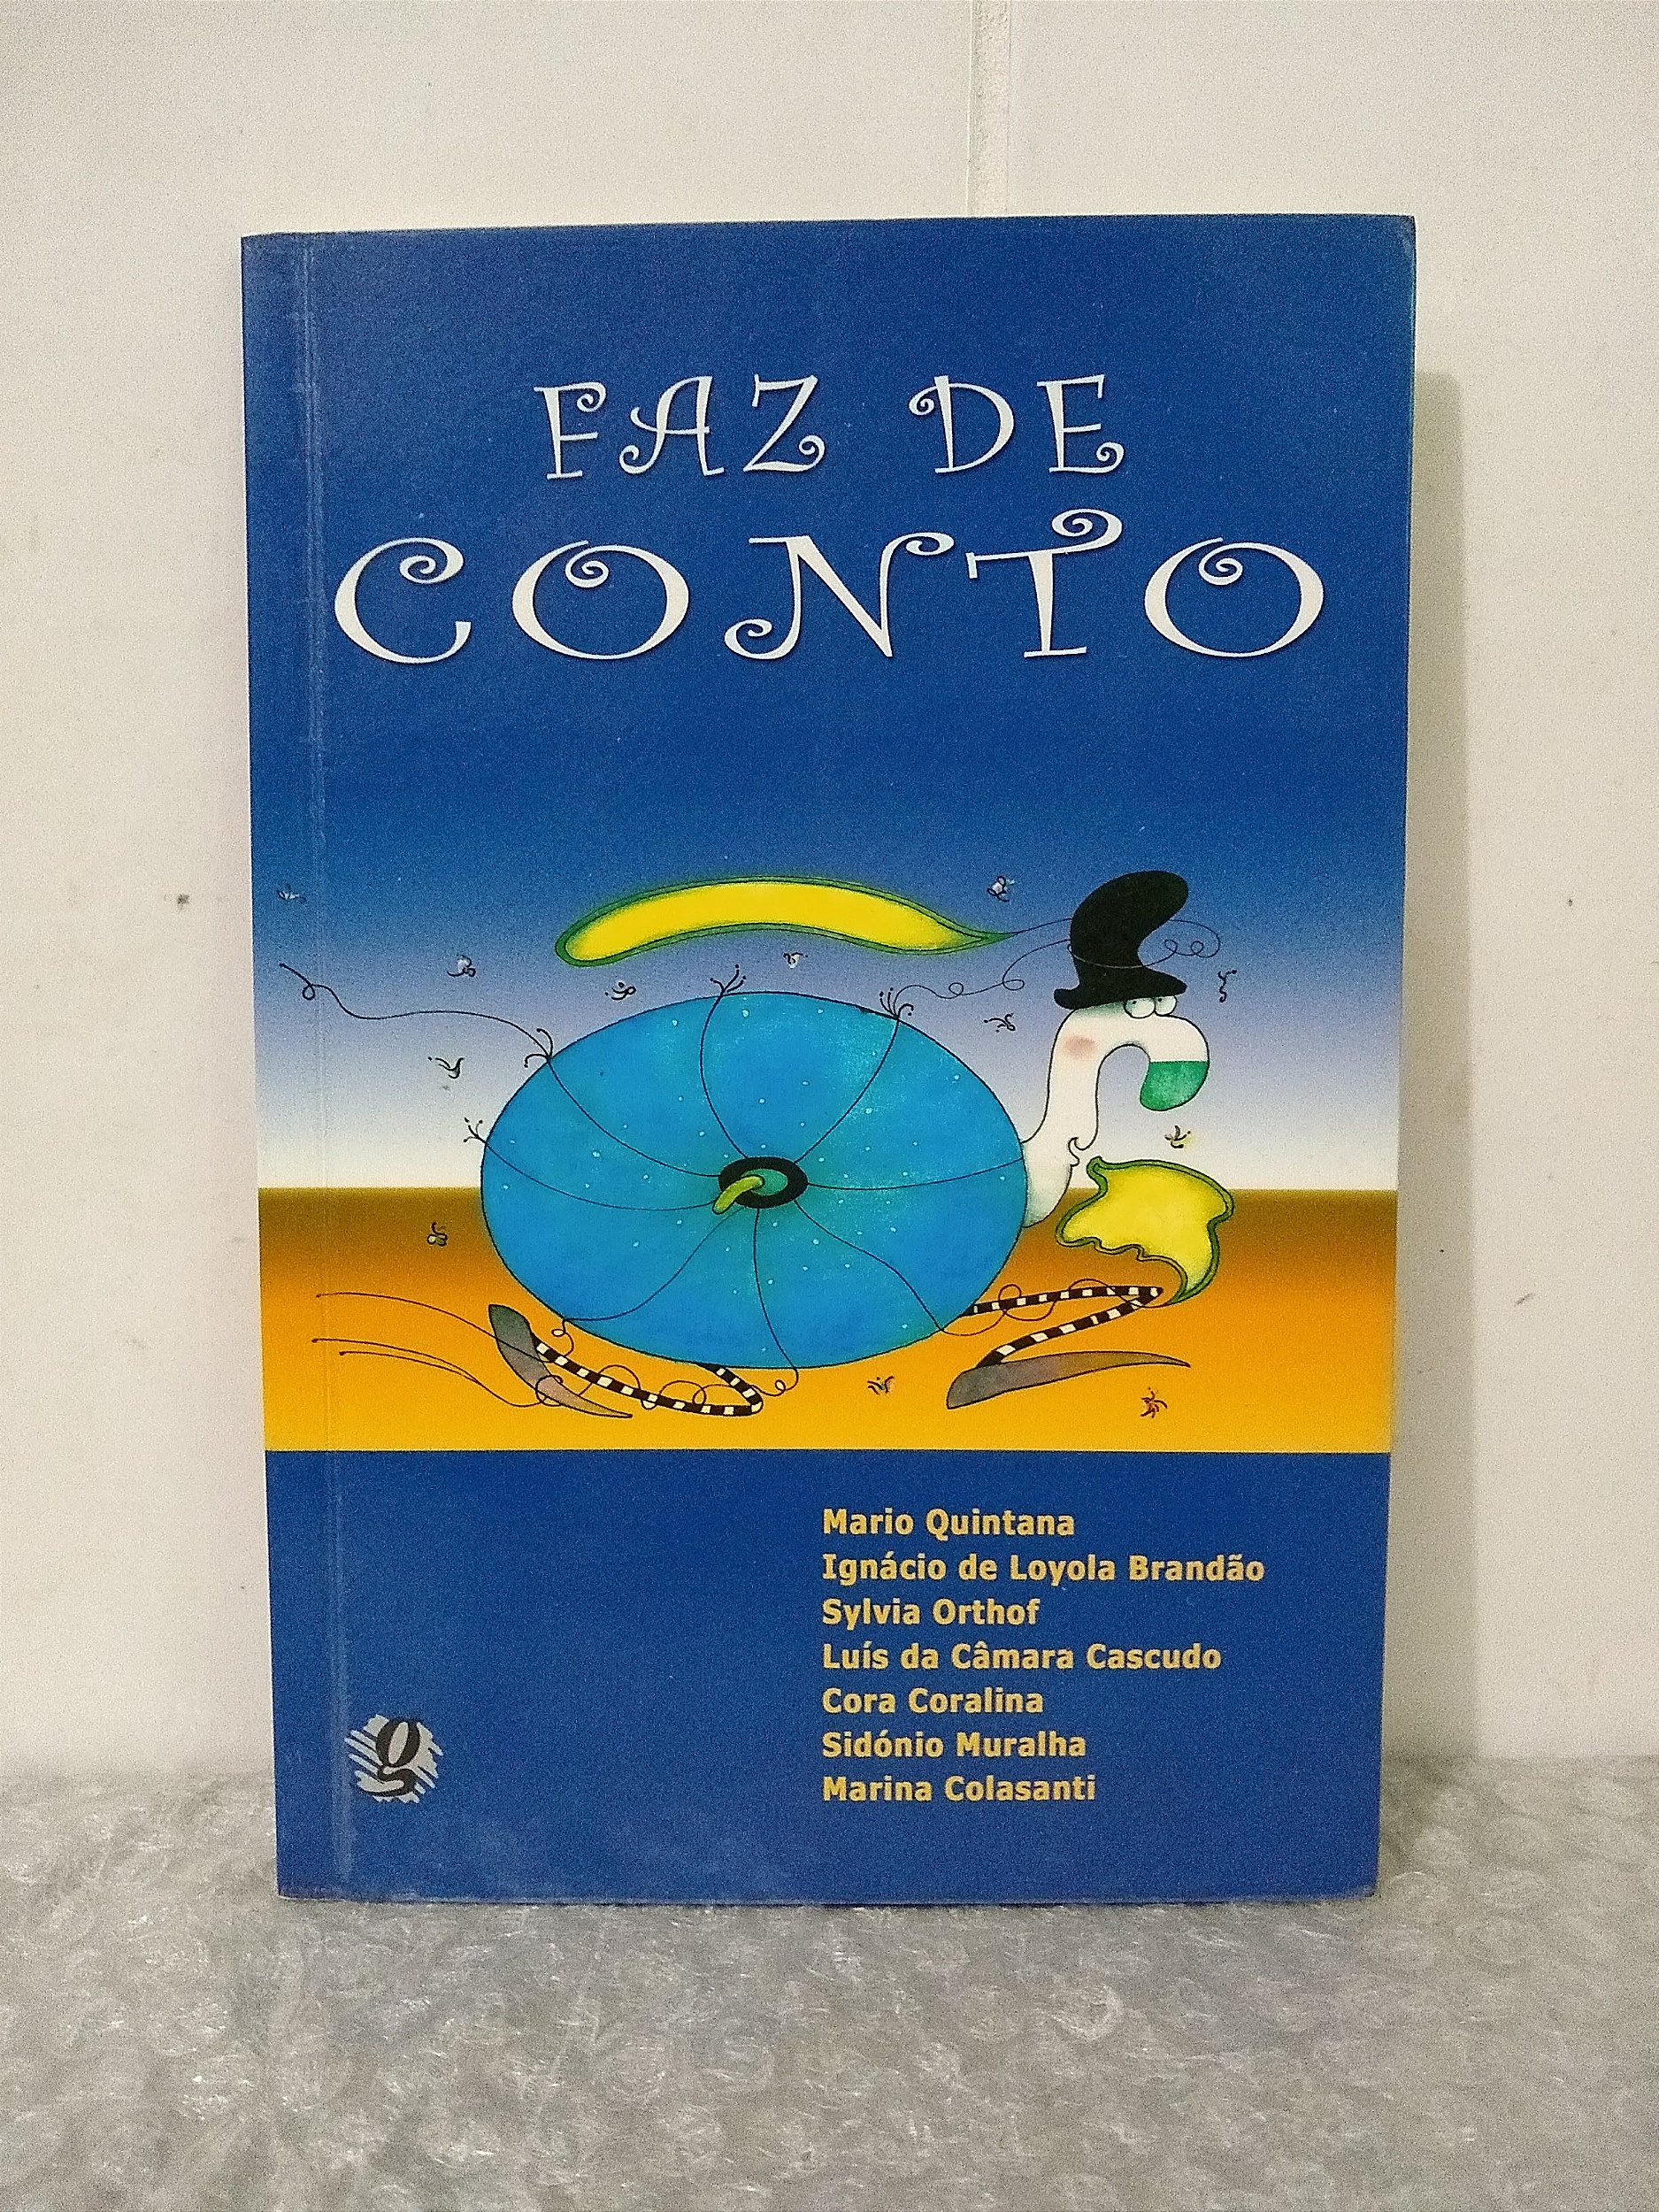 FAZ DE
CONTO
Mario Quintana
Ignácio de Loyola Brandão
Sylvia Orthof
Luís da Câmara Cascudo
Cora Coralina
Sidónio Muralha
Marina Colasanti
g